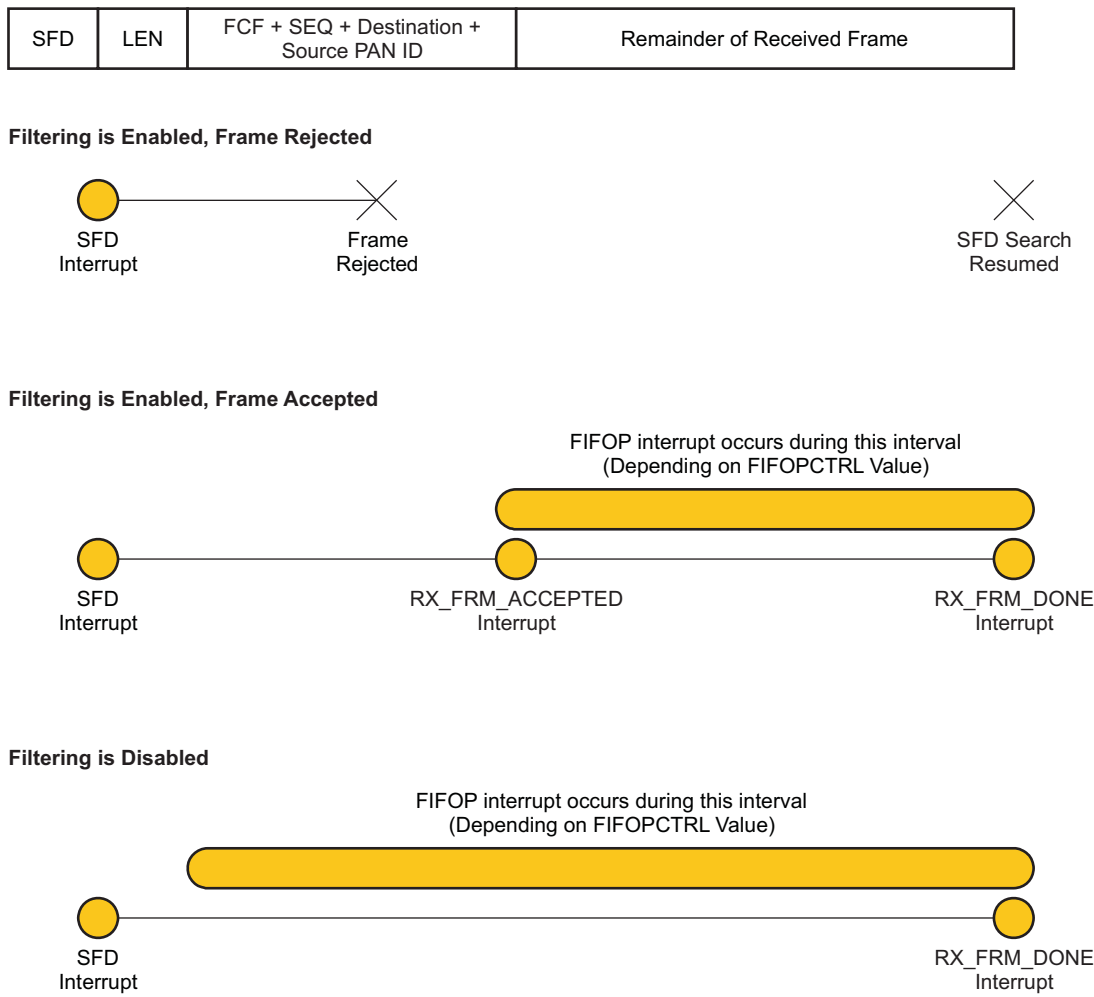 SFD
LEN
FCF + SEQ + Destination +
Source PAN ID
Remainder of Received Frame
Filtering is Enabled, Frame Rejected
SFD
Interrupt
Frame
Rejected
SFD Search
Resumed
Filtering is Enabled, Frame Accepted
FIFOP interrupt occurs during this interval
(Depending on FIFOPCTRL Value)
SFD
Interrupt
RX_FRM_ACCEPTED
Interrupt
RX_FRM_DONE
Interrupt
Filtering is Disabled
FIFOP interrupt occurs during this interval
(Depending on FIFOPCTRL Value)
SFD
Interrupt
RX_FRM_DONE
Interrupt